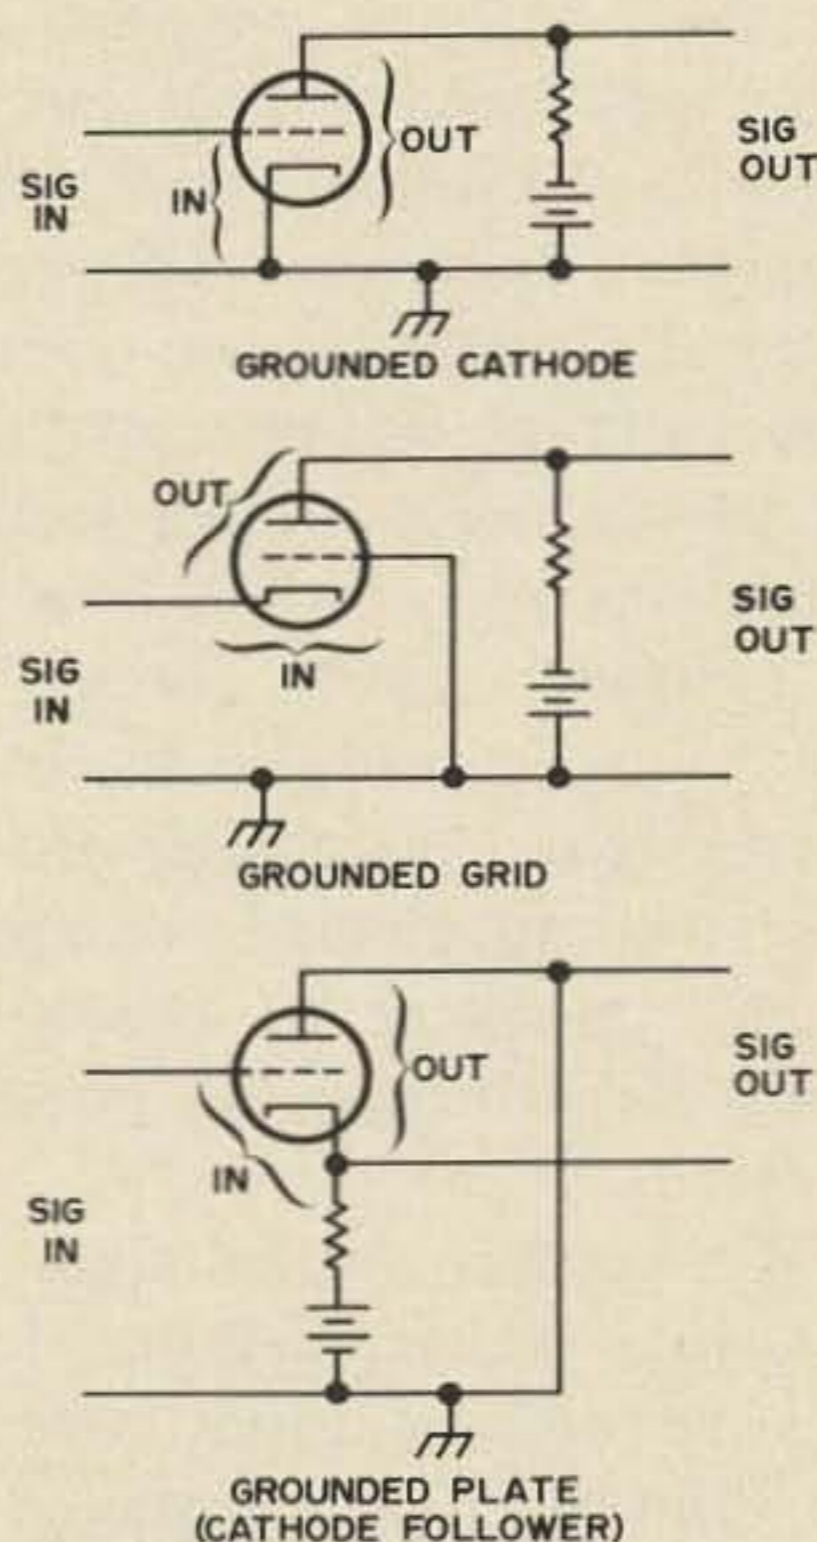 SIG
IN
IN
OUT
SIG
OUT
GROUNDED CATHODE
OUT
SIG
IN
IN
SIG
OUT
GROUNDED GRID
OUT
SIG
OUT
IN
SIG
IN
GROUNDED PLATE
(CATHODE FOLLOWER)